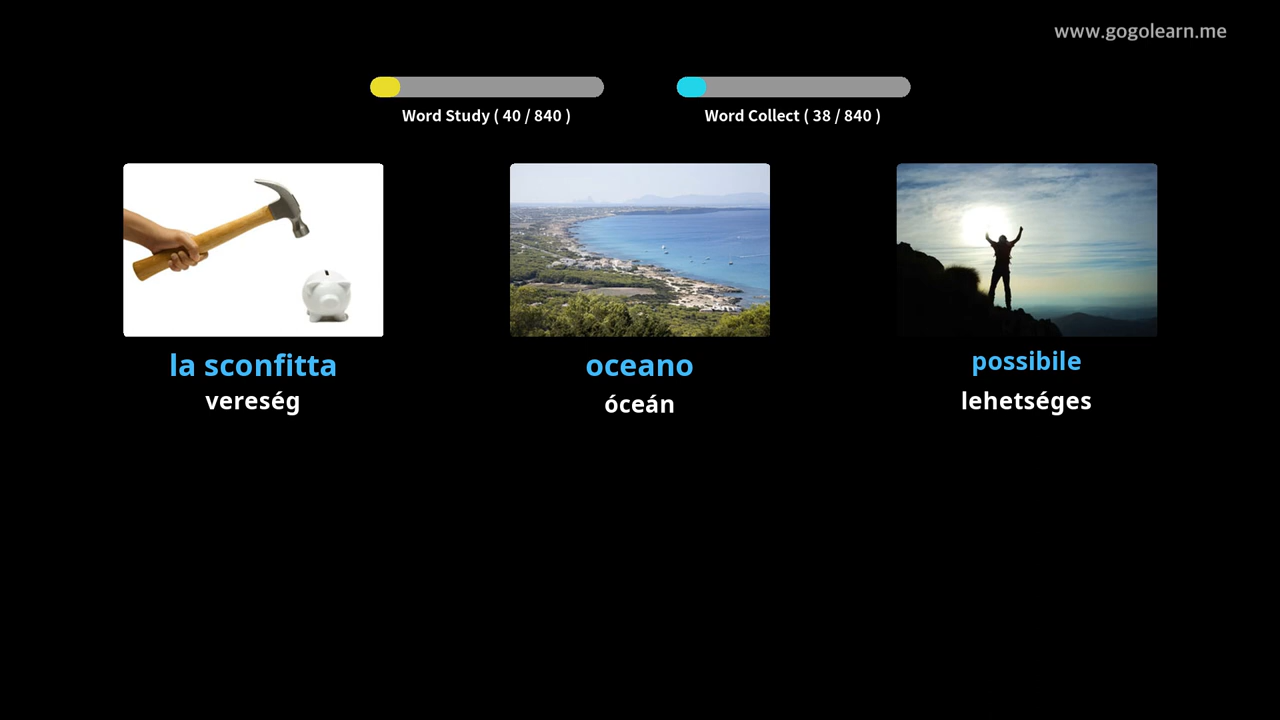 www.gogolearn.me
Word Study ( 40 / 840 )
Word Collect ( 38 / 840 )
la sconfitta
vereség
oceano
óceán
possibile
lehetséges